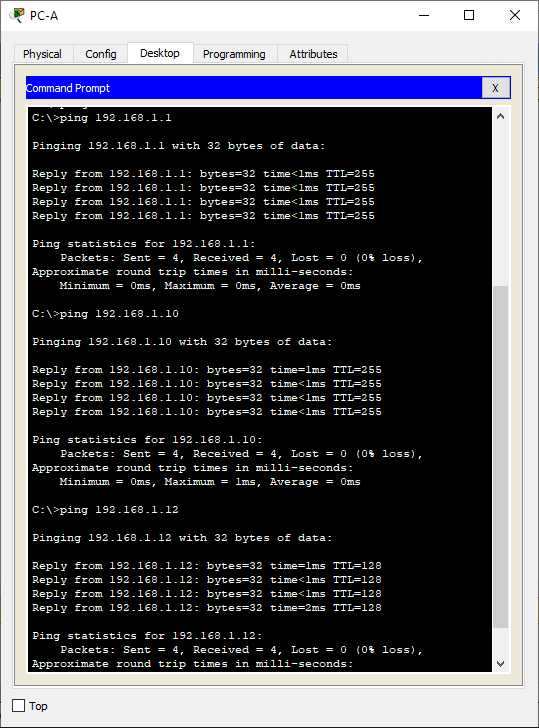 PC-A
Physical Config Desktop Programming Attributes
Command Prompt X
C:\>ping 192.168.1.1
Pinging 192.168.1.1 with 32 bytes of data:
Reply from 192.168.1.1: bytes=32 time<1ms TTL=255
Reply from 192.168.1.1: bytes=32 time<1ms TTL=255
Reply from 192.168.1.1: bytes=32 time<1ms TTL=255
Reply from 192.168.1.1: bytes=32 time<1ms TTL=255
Ping statistics for 192.168.1.1:
Packets: Sent = 4, Received = 4, Lost = 0 (0% loss),
Approximate round trip times in milli-seconds:
Minimum = 0ms, Maximum = 0ms, Average = 0ms
C:\>ping 192.168.1.10
Pinging 192.168.1.10 with 32 bytes of data:
Reply from 192.168.1.10: bytes=32 time=1ms TTL=255
Reply from 192.168.1.10: bytes=32 time<1ms TTL=255
Reply from 192.168.1.10: bytes=32 time<1ms TTL=255
Reply from 192.168.1.10: bytes=32 time<1ms TTL=255
Ping statistics for 192.168.1.10:
Packets: Sent = 4, Received = 4, Lost = 0 (0% loss),
Approximate round trip times in milli-seconds:
Minimum = 0ms, Maximum = 1ms, Average = 0ms
C:\>ping 192.168.1.12
Pinging 192.168.1.12 with 32 bytes of data:
Reply from 192.168.1.12: bytes=32 time=1ms TTL=128
Reply from 192.168.1.12: bytes=32 time<1ms TTL=128
Reply from 192.168.1.12: bytes=32 time<1ms TTL=128
Reply from 192.168.1.12: bytes=32 time=2ms TTL=128
Ping statistics for 192.168.1.12:
Packets: Sent = 4, Received = 4, Lost = 0 (0% loss),
Approximate round trip times in milli-seconds:
Top